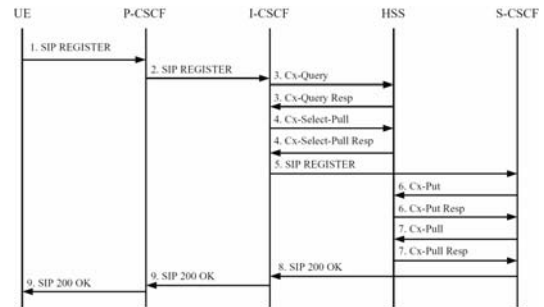 UE P-CSCF I-CSCF HSS S-CSCF
1. SIP REGISTER
2. SIP REGISTER
3. Cx-Query
3. Cx-Query Resp
4. Cx-Select-Pull
4. Cx-Select-Pull Resp
5. SIP REGISTER
6. Cx-Put
6. Cx-Put Resp
7. Cx-Pull
7. Cx-Pull Resp
8. SIP 200 OK
9. SIP 200 OK
9. SIP 200 OK